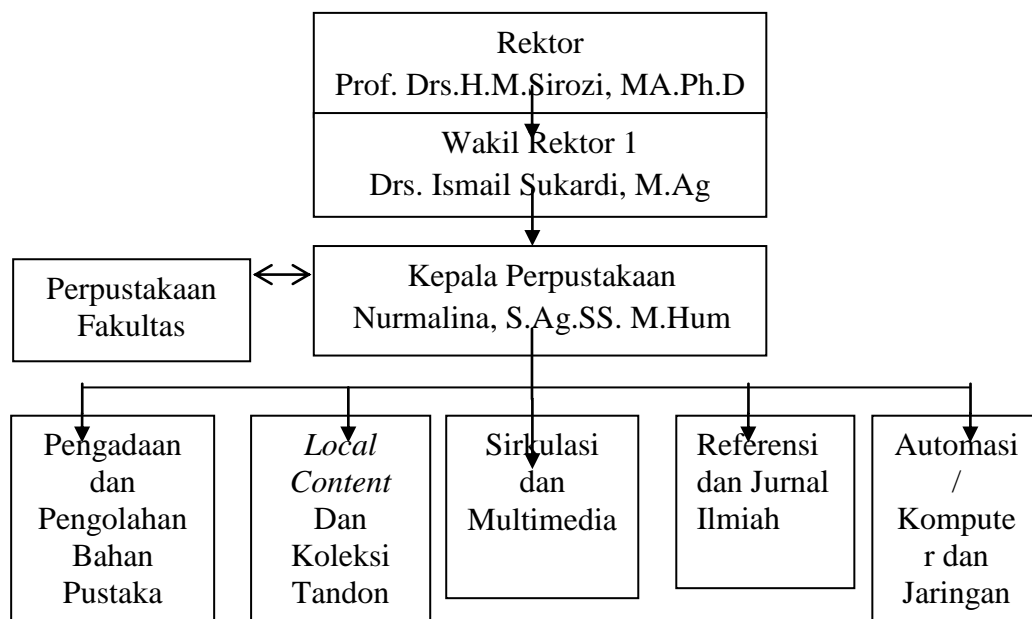 Rektor
Prof. Drs.H.M.Sirozi, MA.Ph.D
Wakil Rektor 1
Drs. Ismail Sukardi, M.Ag
Kepala Perpustakaan
Nurmalina, S.Ag.SS. M.Hum
Perpustakaan
Fakultas
Pengadaan
dan
Pengolahan
Bahan
Pustaka
Local
Content
Dan
Koleksi
Tandon
Sirkulasi
dan
Multimedia
Referensi
dan Jurnal
Ilmiah
Automasi
/
Kompute
r dan
Jaringan